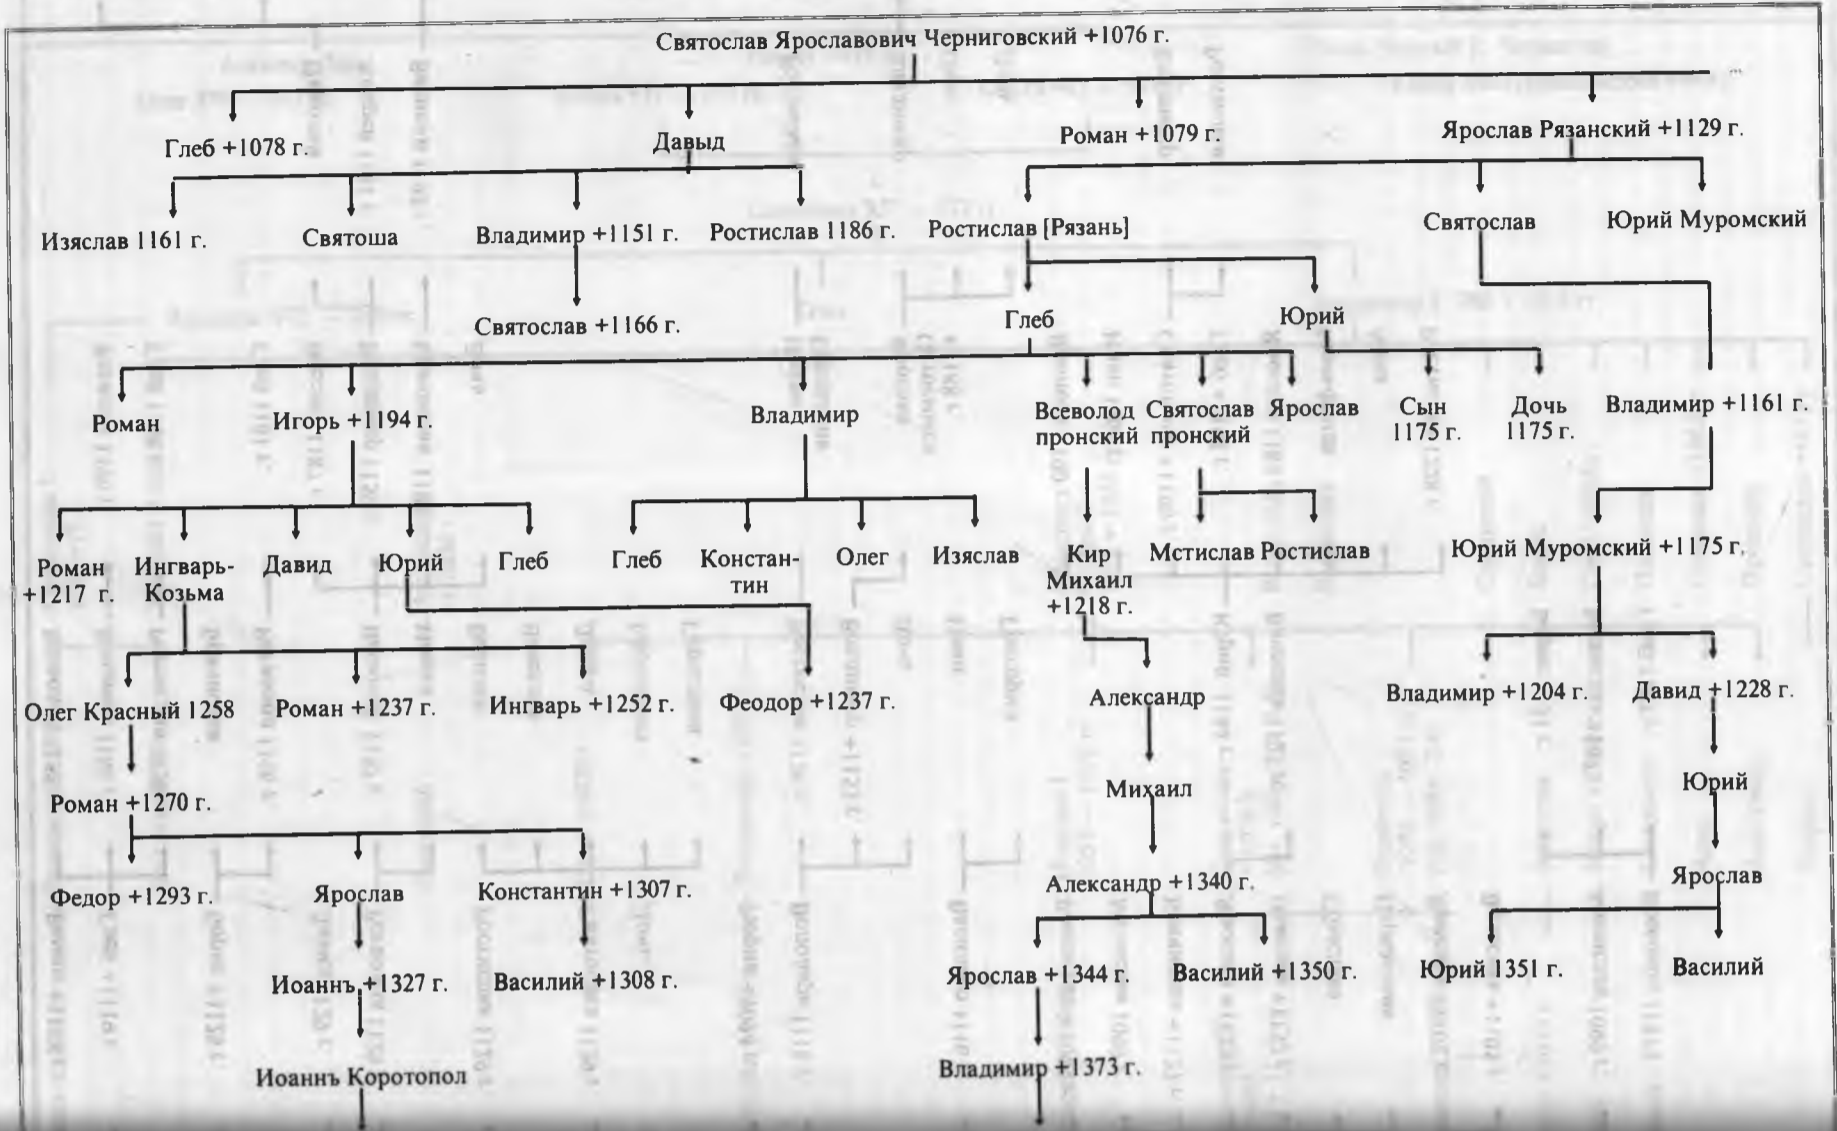 Святослав Ярославович Черниговский +1076 г.
Глеб +1078 г.
Давыд
Роман +1079 г.
Ярослав Рязанский +1129 г.
Изяслав 1161 г.
Святоша
Владимир +1151 г.
Ростислав 1186 г.
Ростислав [Рязань]
Святослав
Юрий Муромский
Святослав +1166 г.
Глеб
Юрий
Роман
Игорь +1194 г.
Владимир
Всеволод
пронский
Святослав
пронский
Ярослав
Сын
1175 г.
Дочь
1175 г.
Владимир +1161 г.
Роман
+1217 г.
Ингварь-
Козьма
Давид
Юрий
Глеб
Глеб
Констан-
тин
Олег
Изяслав
Кир
Михаил
+1218 г.
Мстислав
Ростислав
Юрий Муромский +1175 г.
Олег Красный 1258
Роман +1237 г.
Ингварь +1252 г.
Феодор +1237 г.
Александр
Владимир +1204 г.
Давид +1228 г.
Роман +1270 г.
Михаил
Юрий
Федор +1293 г.
Ярослав
Константин +1307 г.
Александр +1340 г.
Ярослав
Иоаннъ +1327 г.
Василий +1308 г.
Ярослав +1344 г.
Василий +1350 г.
Юрий 1351 г.
Василий
Иоаннъ Коротопол
Владимир +1373 г.